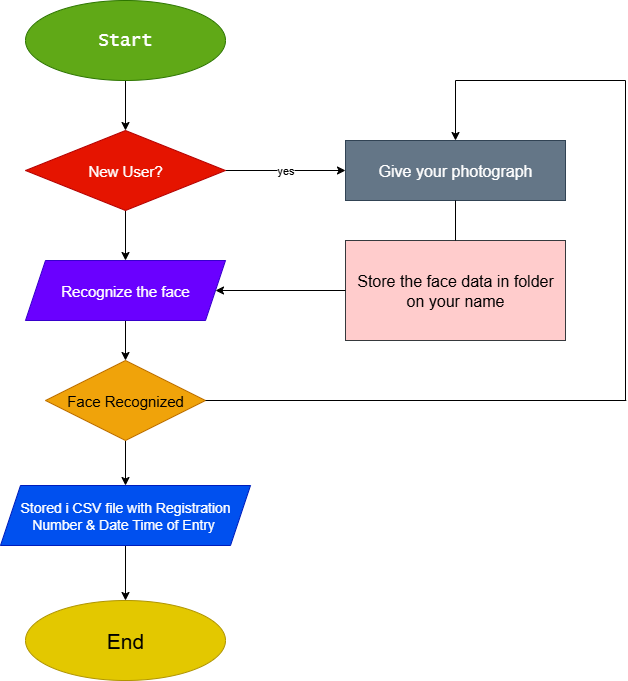 Start
New User?
yes
Give your photograph
Recognize the face
Store the face data in folder
on your name
Face Recognized
Stored i CSV file with Registration
Number & Date Time of Entry
End